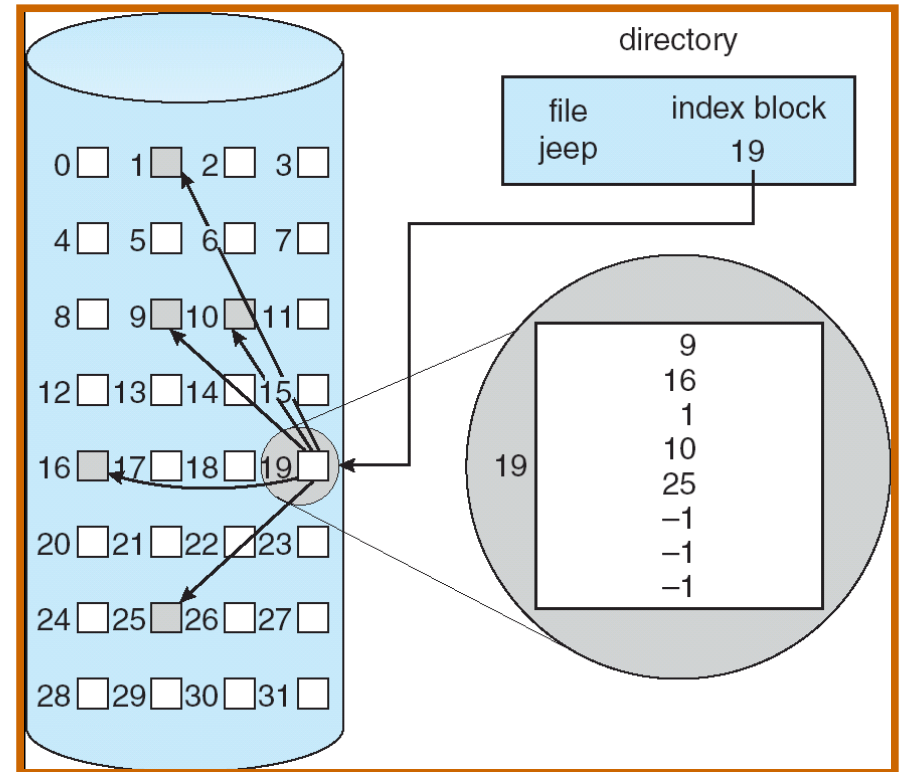 directory
file index block
jeep 19
0 1 2 3
4 5 6 7
8 9 10 11
12 13 14 15
16 17 18 19
20 21 22 23
24 25 26 27
28 29 30 31
19
9
16
1
10
25
–1
–1
–1